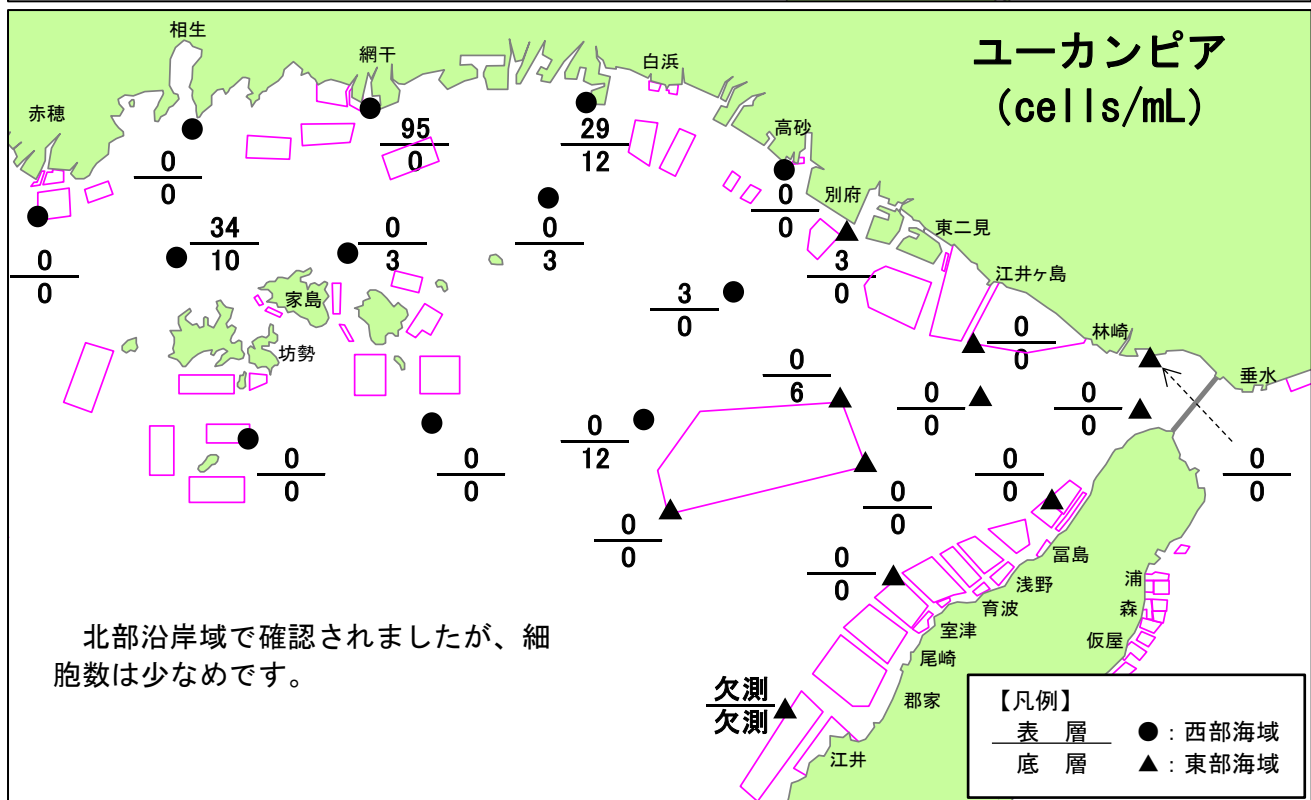 ユーカンピア
(cells/mL)
相生
網干
白浜
赤穂
高砂
別府
東二見
江井ヶ島
林崎
垂水
家島
坊勢
95
0
29
12
0
0
0
0
34
10
0
3
0
3
0
0
3
0
3
0
0
0
0
6
0
0
0
0
0
12
0
0
0
0
0
0
0
0
0
0
0
0
0
0
欠測
欠測
冨島
浅野
育波
室津
尾崎
郡家
江井
浦
森
仮屋
北部沿岸域で確認されましたが、細
胞数は少なめです。
【凡例】
表 層
底 層
●：西部海域
▲：東部海域